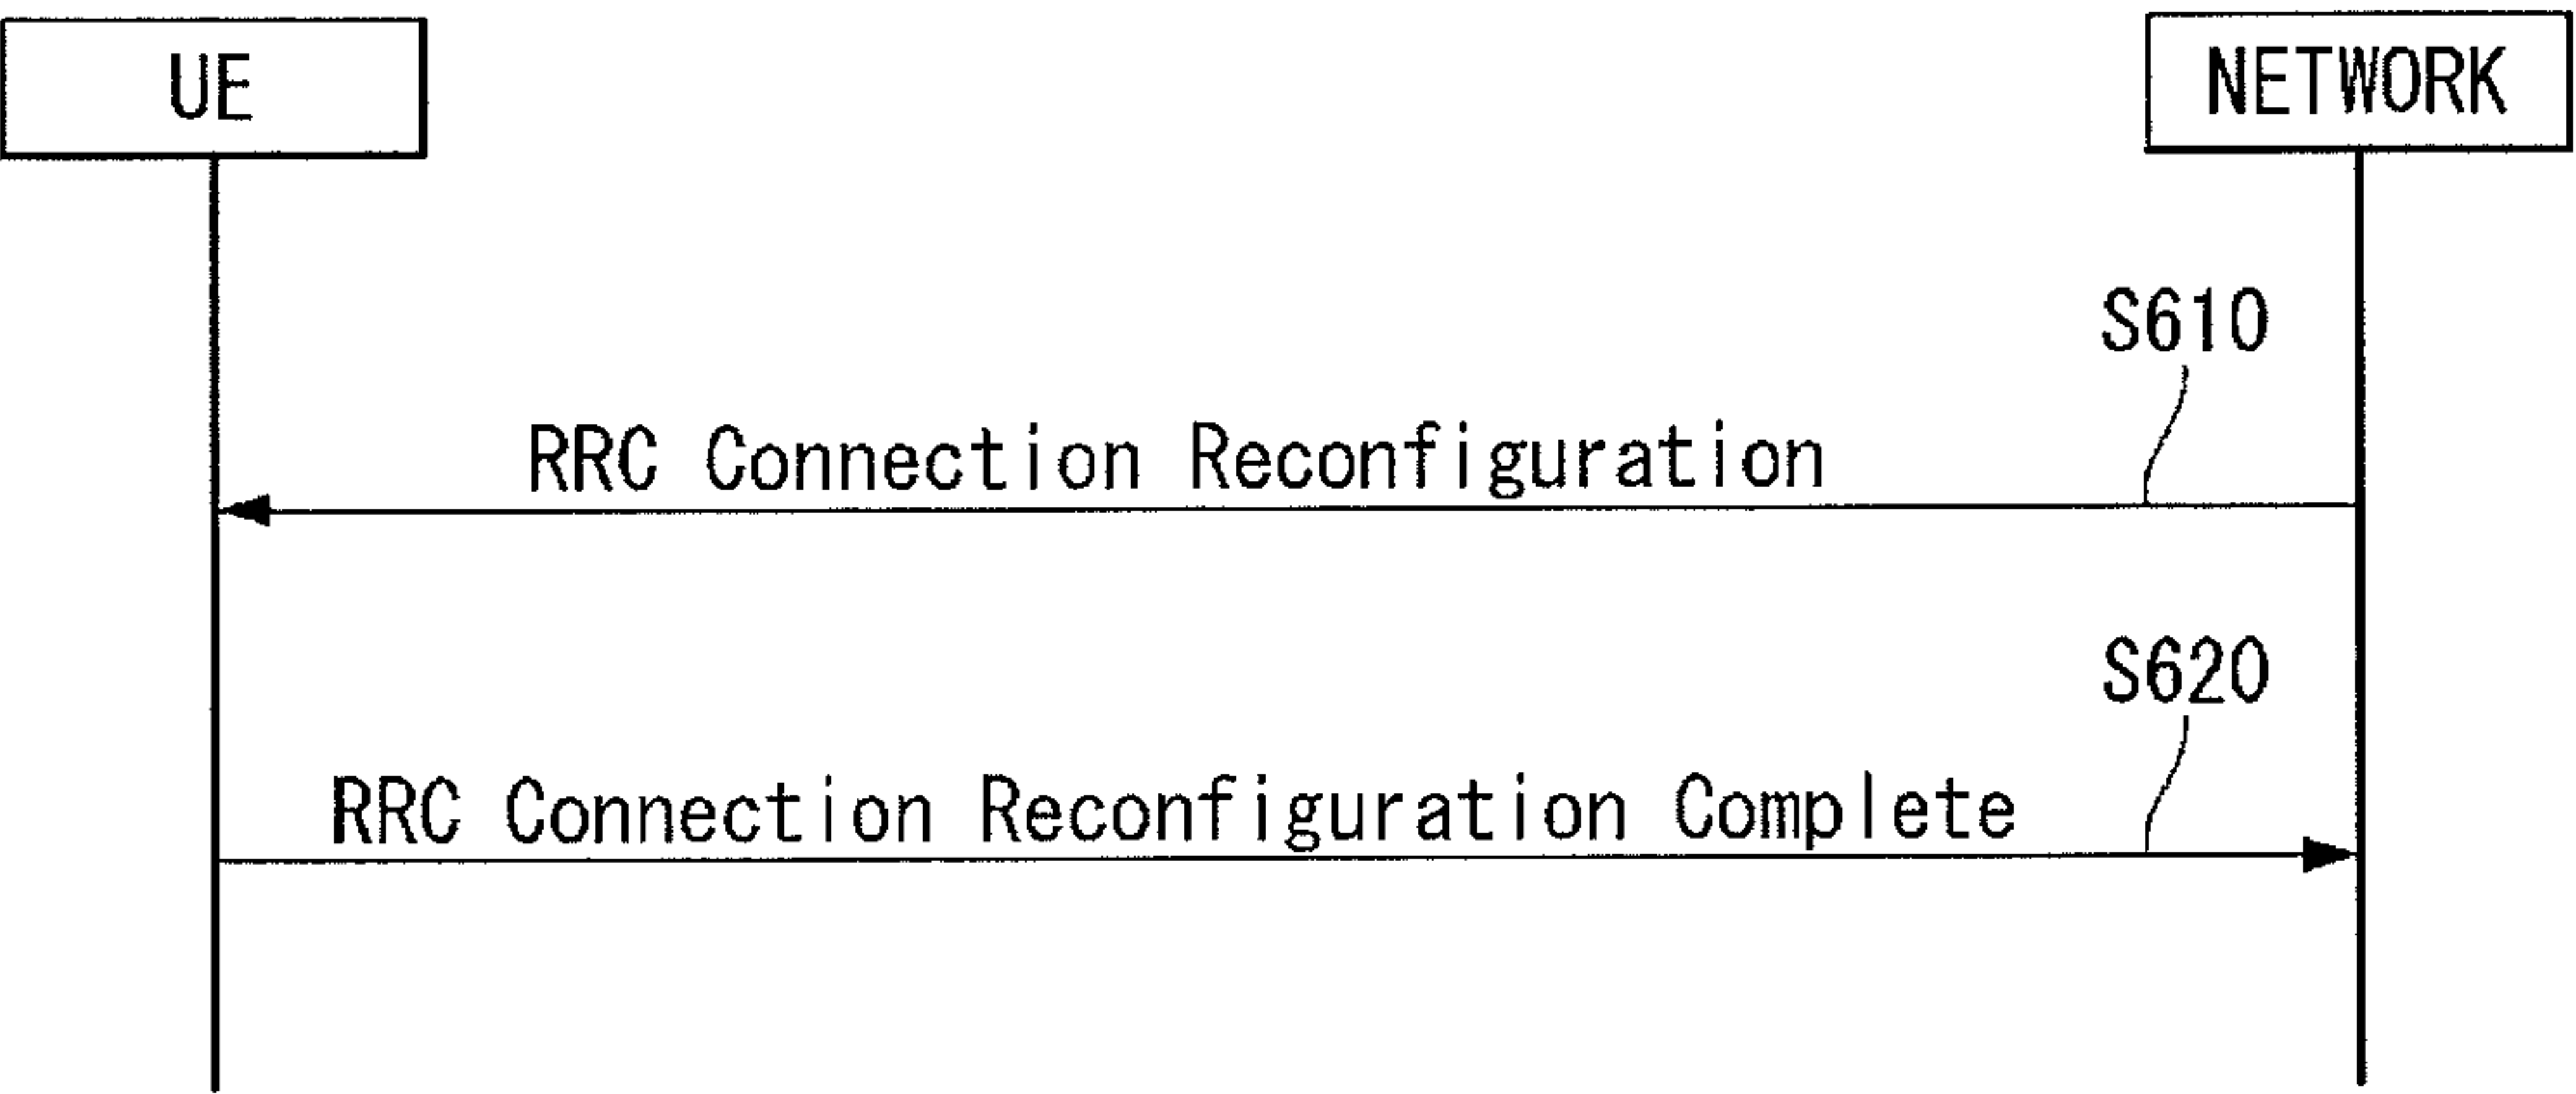 UE
NETWORK
S610
RRC Connection Reconfiguration
S620
RRC Connection Reconfiguration Complete